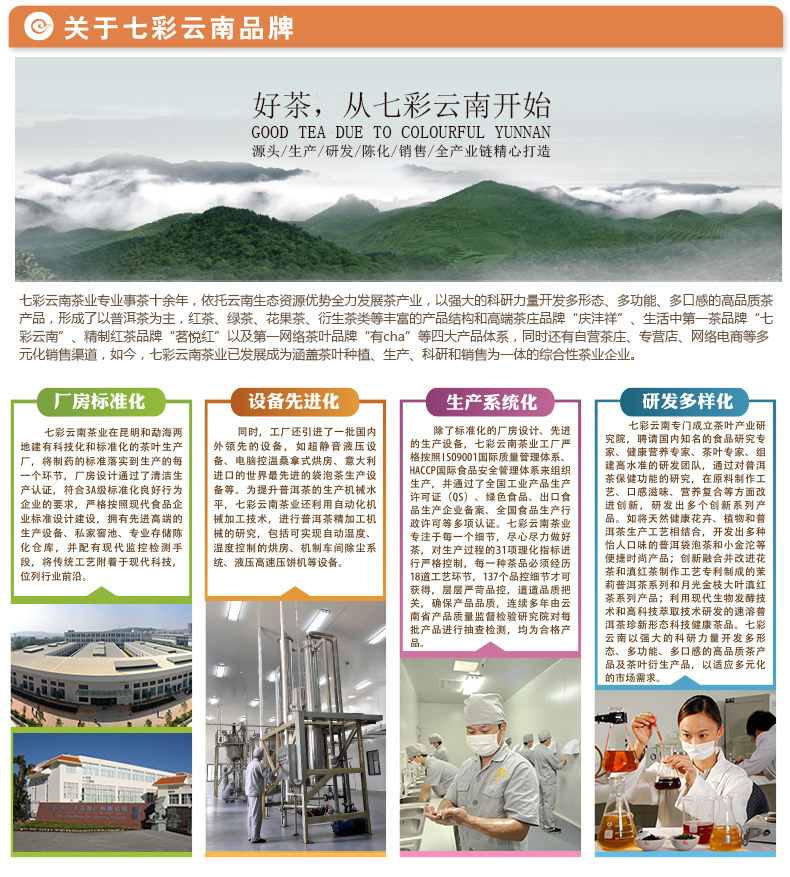 关于七彩云南品牌
好茶，从七彩云南开始
GOOD TEA DUE TO COLOURFUL YUNNAN
源头/生产/研发/陈化/销售/全产业链精心打造
七彩云南茶业专业事茶十余年，依托云南生态资源优势全力发展茶产业，以强大的科研力量开发多形态、多功能、多口感的高品质茶
产品，形成了以普洱茶为主，红茶、绿茶、花果茶、衍生茶类等丰富的产品结构和高端茶庄品牌“庆沣祥”、生活中第一茶品牌“七
彩云南”、精制红茶品牌“茗悦红”以及第一网络茶叶品牌“有cha”等四大产品体系，同时还有自营茶庄、专营店、网络电商等多
元化销售渠道，如今，七彩云南茶业已发展成为涵盖茶叶种植、生产、科研和销售为一体的综合性茶业企业。
厂房标准化
七彩云南茶业在昆明和勐海两
地建有科技化和标准化的茶叶生产
厂，将制药的标准落实到生产的每
一个环节，厂房设计通过了清洁生
产认证，符合3A级标准化良好行为
企业的要求，严格按照现代食品企
业标准设计建设，拥有先进高端的
生产设备、私家窖池、专业存储陈
化仓库，并配有现代监控检测手
段，将传统工艺附着于现代科技，
位列行业前沿。
设备先进化
同时，工厂还引进了一批国内
外领先的设备，如超静音液压设
备、电脑控温桑拿式烘房、意大利
进口的世界最先进的袋泡茶生产设
备等。为提升普洱茶的生产机械水
平，七彩云南茶业还利用自动化机
械加工技术，进行普洱茶精加工机
械的研究，包括可实现自动温度、
湿度控制的烘房、机制车间除尘系
统、液压高速压饼机等设备。
生产系统化
除了标准化的厂房设计、先进
的生产设备，七彩云南茶业工厂严
格按照ISO9001国际质量管理体系、
HACCP国际食品安全管理体系来组织
生产，并通过了全国工业产品生产
许可证（QS）、绿色食品、出口食品
生产企业备案、全国食品生产行
政许可等多项认证。七彩云南茶业
专注于每一个细节，尽心尽力做好
茶，对生产过程的31项理化指标进
行严格控制，每一种茶品必须经历
18道工艺环节，137个品控细节才可
获得，层层严苛品控，道道品质把
关，确保产品品质，连续多年由云
南省产品质量监督检验研究院对每
批产品进行抽查检测，均为合格产
品。
研发多样化
七彩云南专门成立茶叶产业研
究院，聘请国内知名的食品研究专
家、健康营养专家、茶叶专家、组
建高水准的研发团队，通过对普洱
茶保健功能的研究，在原料制作工
艺、口感滋味、营养复合等方面改
进创新，研发出多个创新系列产
品。如将天然健康花卉、植物和普
洱茶生产工艺相结合，开发出多种
怡人口味的普洱袋泡茶和小金沱等
便捷时尚产品；创新融合并改进花
茶和滇红茶制作工艺专利制成的茉
莉普洱茶系列和月光金枝大叶滇红
茶系列产品；利用现代生物发酵技
术和高科技萃取技术研发的速溶普
洱茶珍新形态科技健康茶品。七彩
云南以强大的科研力量开发多形
态、多功能、多口感的高品质茶产
品及茶叶衍生产品，以适应多元化
的市场需求。